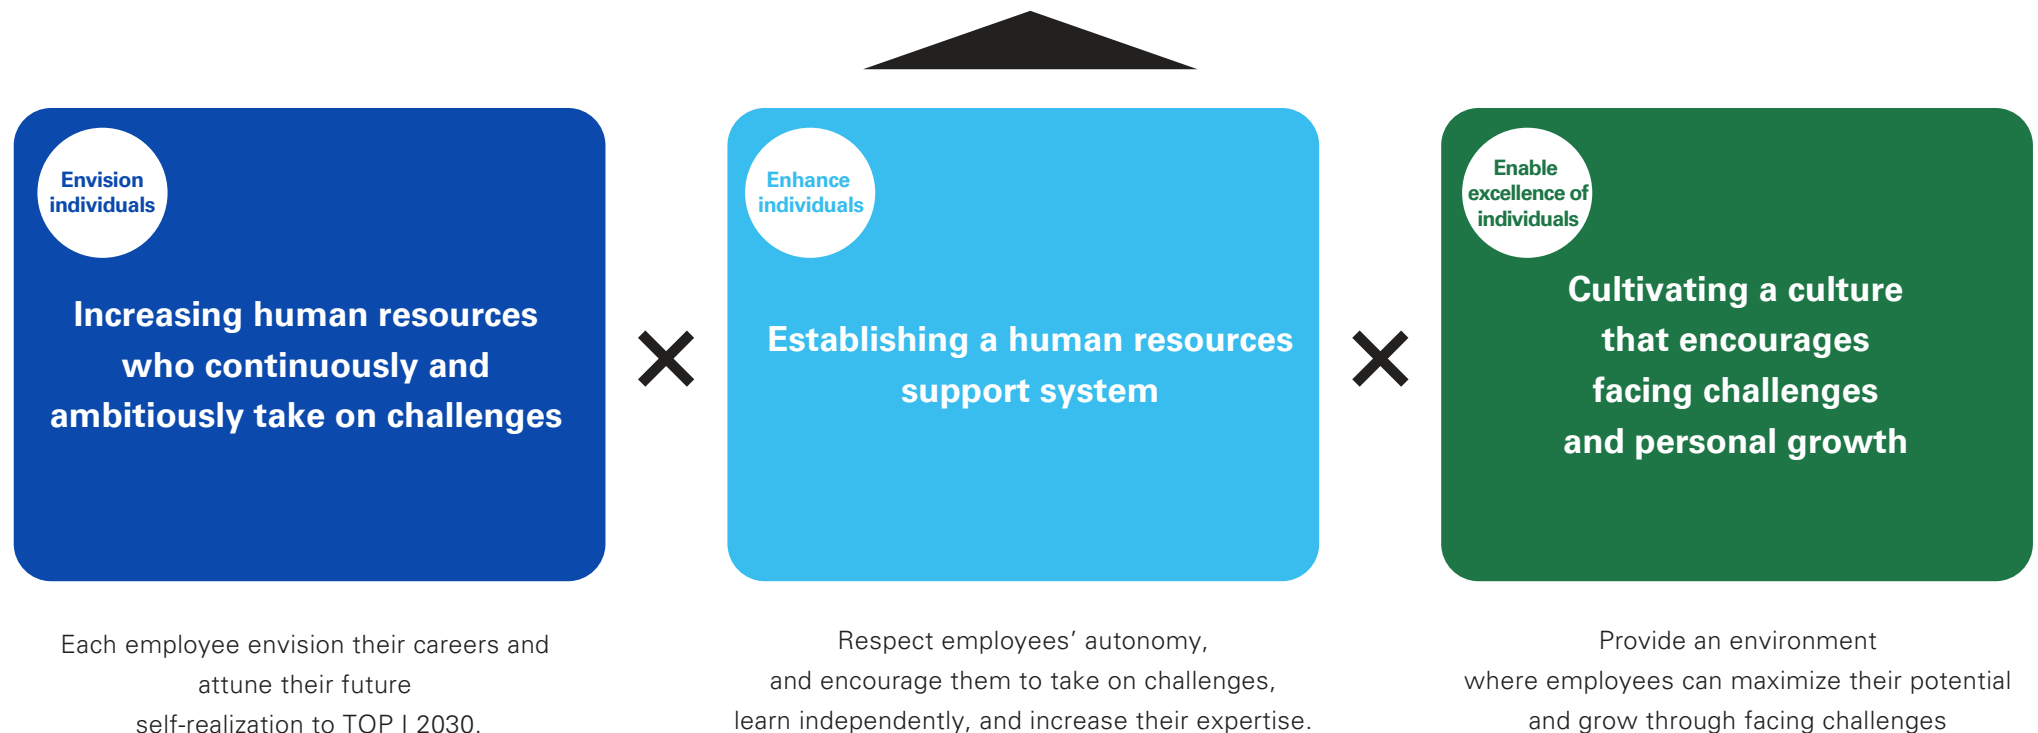 Envision
individuals
Increasing human resources
who continuously and
ambitiously take on challenges
Enhance
individuals
Establishing a human resources
support system
Enable
excellence of
individuals
Cultivating a culture
that encourages
facing challenges
and personal growth
Each employee envision their careers and
attune their future
self-realization to TOP I 2030.
Respect employees’ autonomy,
and encourage them to take on challenges,
learn independently, and increase their expertise.
Provide an environment
where employees can maximize their potential
and grow through facing challenges